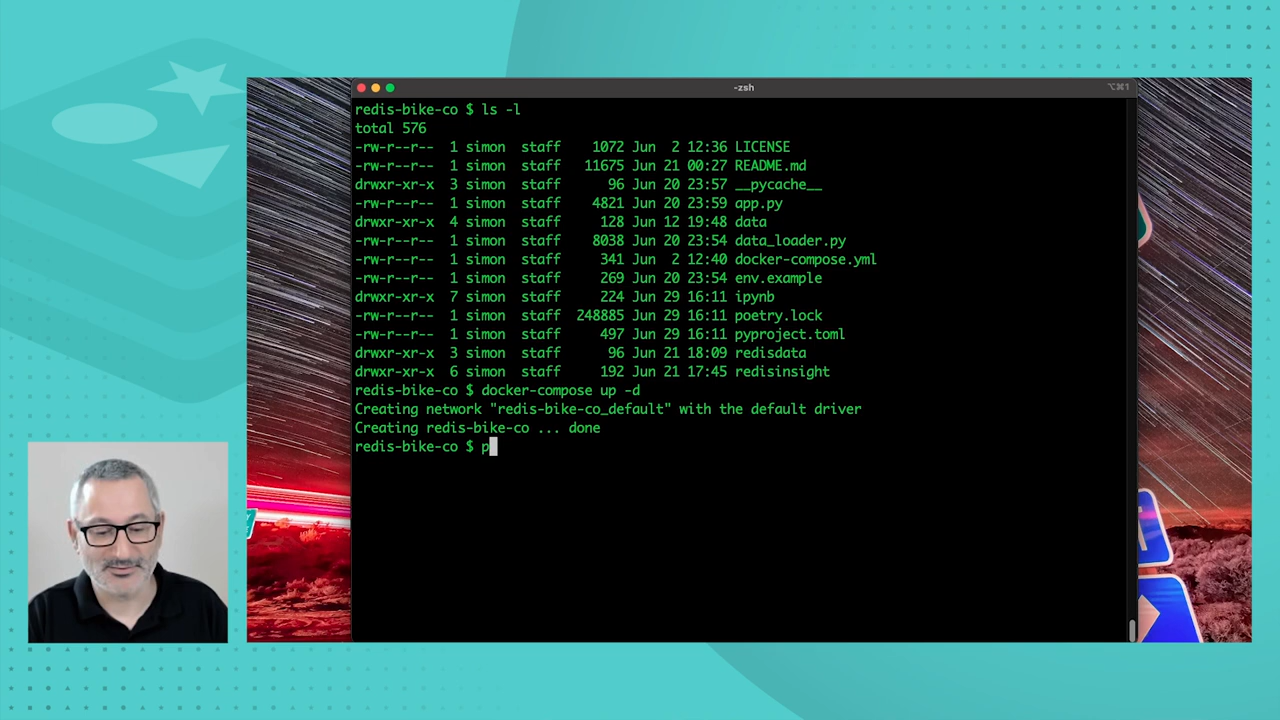 -zsh
⌥⌘1
redis-bike-co $ ls -l
total 576
-rw-r--r-- 1 simon staff 1072 Jun 2 12:36 LICENSE
-rw-r--r-- 1 simon staff 11675 Jun 21 00:27 README.md
drwxr-xr-x 3 simon staff 96 Jun 20 23:57 __pycache__
-rw-r--r-- 1 simon staff 4821 Jun 20 23:59 app.py
drwxr-xr-x 4 simon staff 128 Jun 12 19:48 data
-rw-r--r-- 1 simon staff 8038 Jun 20 23:54 data_loader.py
-rw-r--r-- 1 simon staff 341 Jun 2 12:40 docker-compose.yml
-rw-r--r-- 1 simon staff 269 Jun 20 23:54 env.example
drwxr-xr-x 7 simon staff 224 Jun 29 16:11 ipynb
-rw-r--r-- 1 simon staff 248885 Jun 29 16:11 poetry.lock
-rw-r--r-- 1 simon staff 497 Jun 29 16:11 pyproject.toml
drwxr-xr-x 3 simon staff 96 Jun 21 18:09 redisdata
drwxr-xr-x 6 simon staff 192 Jun 21 17:45 redisinsight
redis-bike-co $ docker-compose up -d
Creating network "redis-bike-co_default" with the default driver
Creating redis-bike-co ... done
redis-bike-co $ p